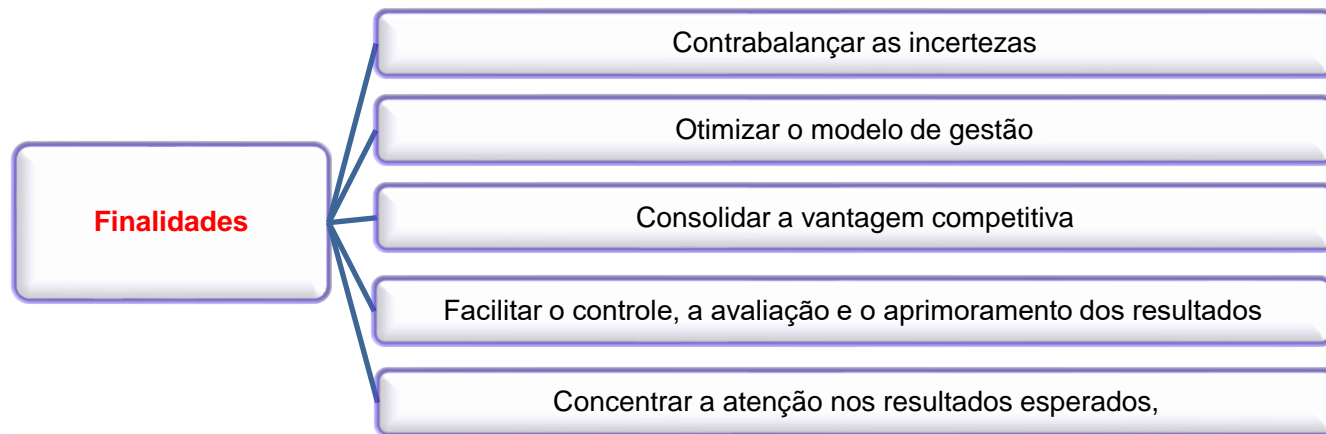 Finalidades
Contrabalançar as incertezas
Otimizar o modelo de gestão
Consolidar a vantagem competitiva
Facilitar o controle, a avaliação e o aprimoramento dos resultados
Concentrar a atenção nos resultados esperados,